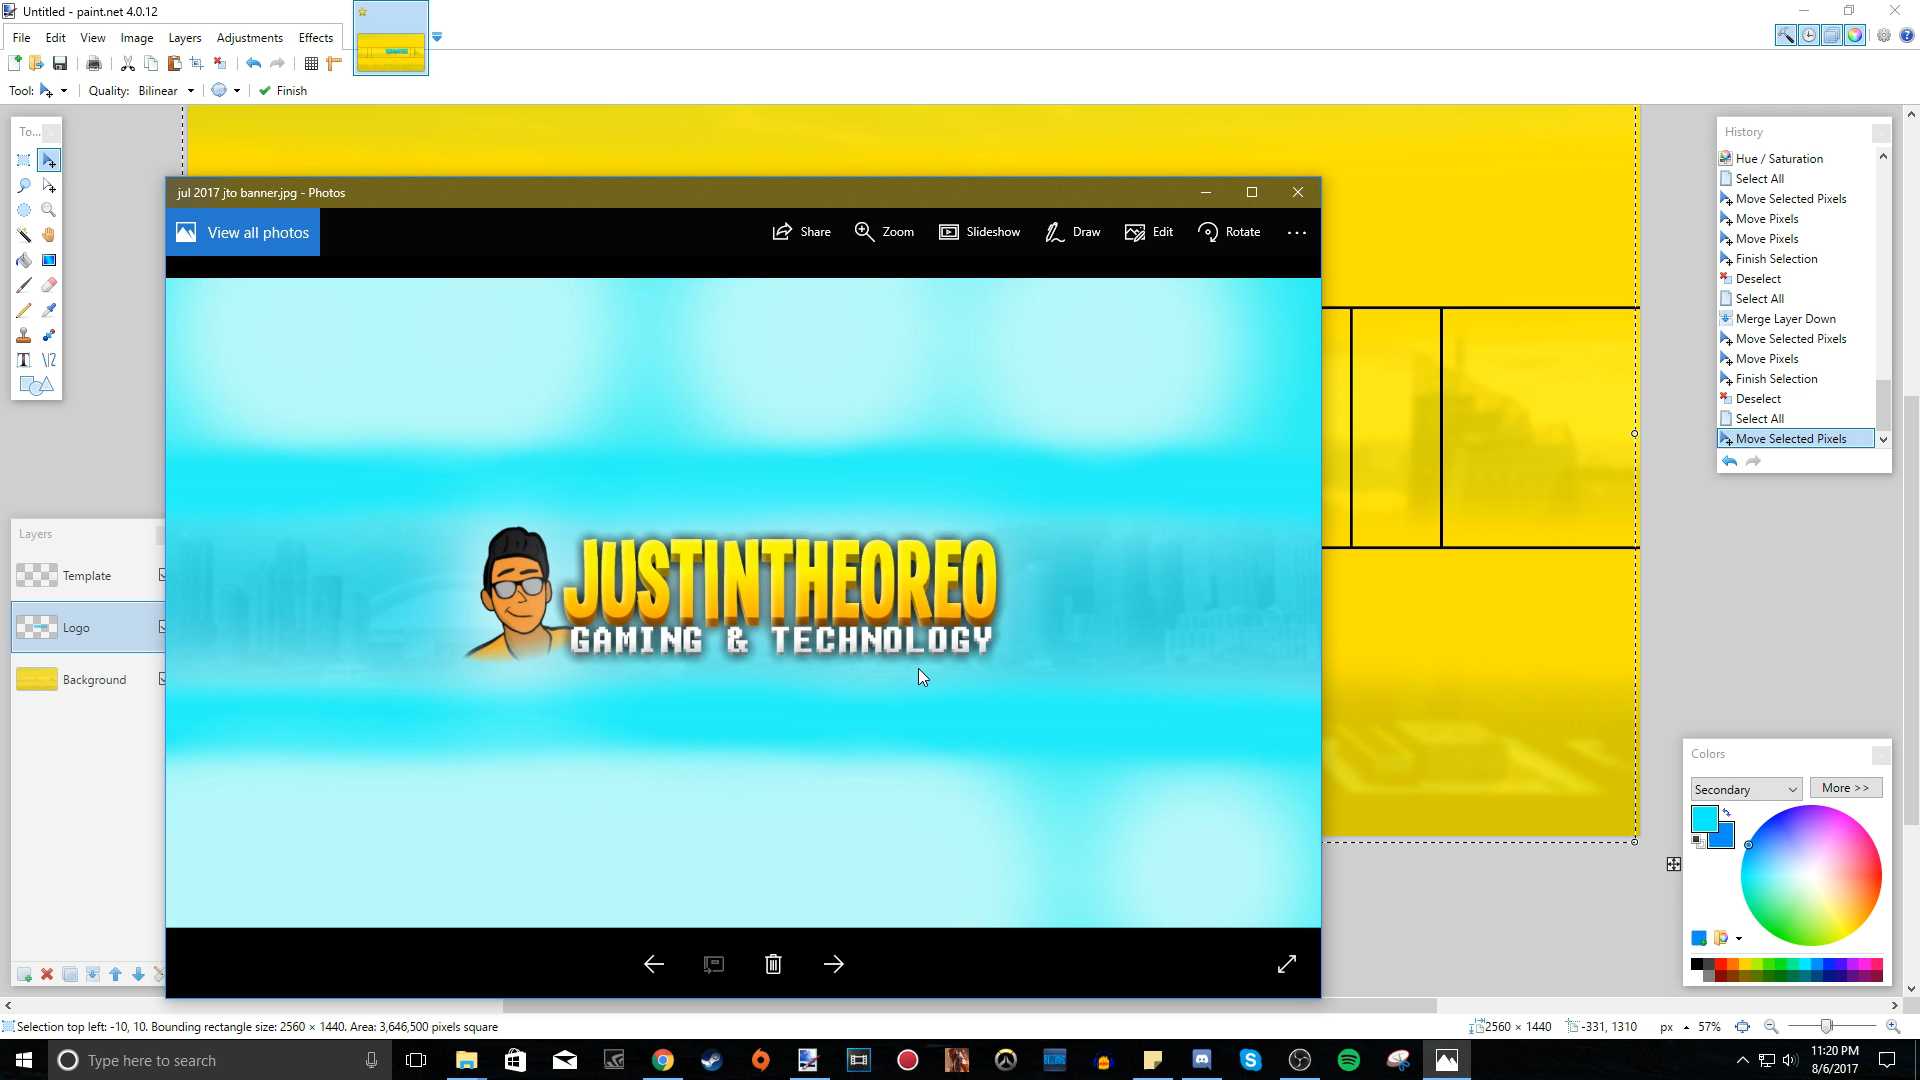 Untitled - paint.net 4.0.12
File Edit View Image Layers Adjustments Effects
Tool: Quality: Bilinear Finish
To...
History
Hue / Saturation
Select All
Move Selected Pixels
Move Pixels
Move Pixels
Finish Selection
Deselect
Select All
Merge Layer Down
Move Selected Pixels
Move Pixels
Finish Selection
Deselect
Select All
Move Selected Pixels
jul 2017 jto banner.jpg - Photos
View all photos
Share Zoom Slideshow Draw Edit Rotate
JUSTINTHEOREO
GAMING & TECHNOLOGY
Layers
Template
Logo
Background
Colors
Secondary More >>
Selection top left: -10, 10. Bounding rectangle size: 2560 × 1440. Area: 3,646,500 pixels square
2560 × 1440 -331, 1310 px 57%
Type here to search
11:20 PM
8/6/2017